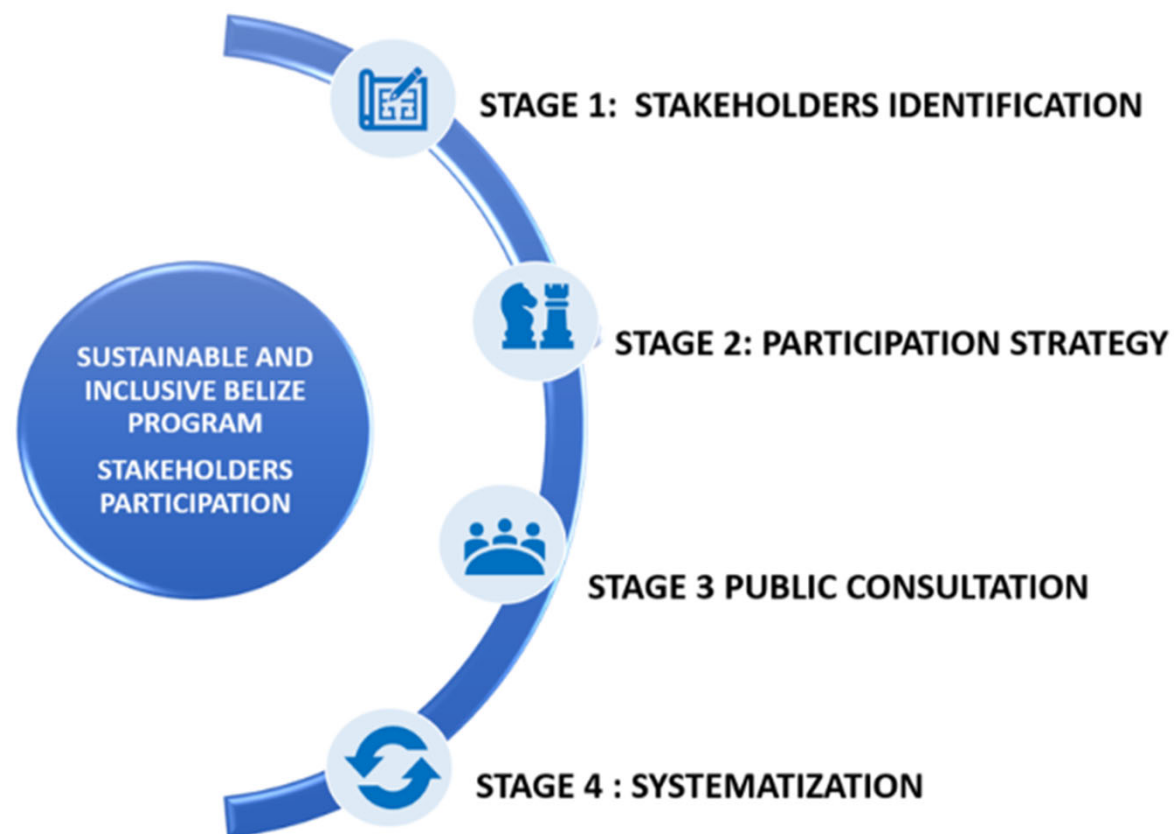 STAGE 1: STAKEHOLDERS IDENTIFICATION
STAGE 2: PARTICIPATION STRATEGY
SUSTAINABLE AND
INCLUSIVE BELIZE
PROGRAM
STAKEHOLDERS
PARTICIPATION
STAGE 3 PUBLIC CONSULTATION
STAGE 4 : SYSTEMATIZATION